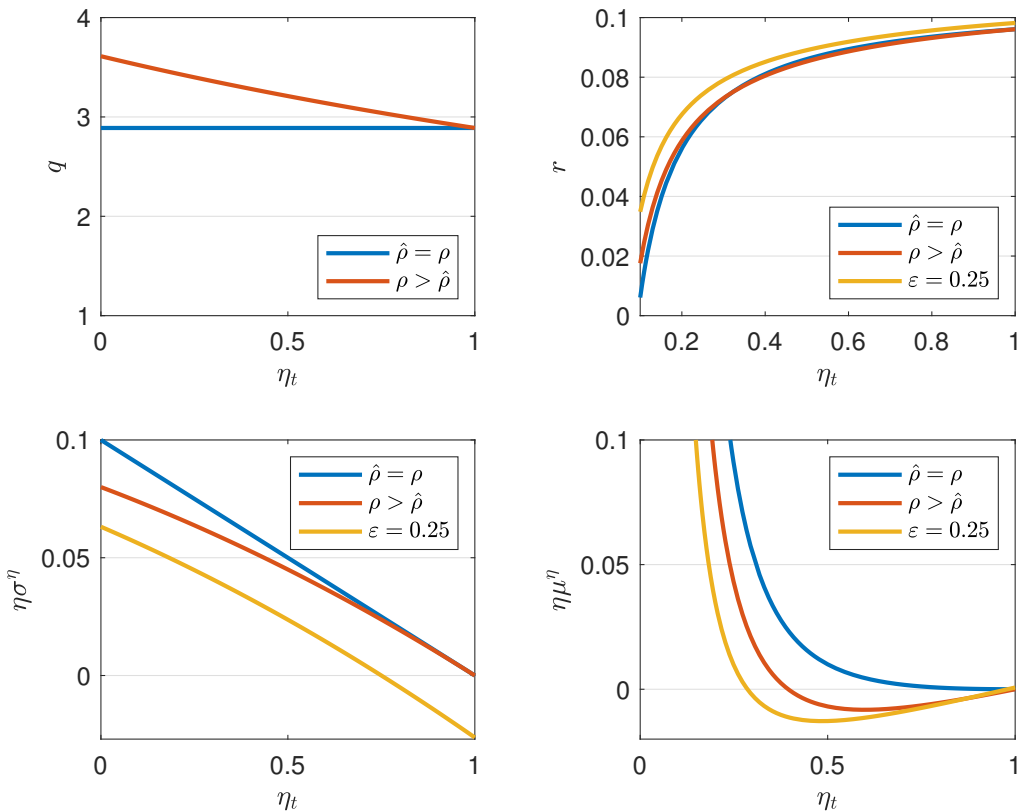 4
3
2
1
q
0
0.5
1
η_t
ρ̂ = ρ
ρ > ρ̂
0.1
0.08
0.06
0.04
0.02
0
r
0.2
0.4
0.6
0.8
1
η_t
ρ̂ = ρ
ρ > ρ̂
ε = 0.25
0.1
0.05
0
ησ^η
0
0.5
1
η_t
ρ̂ = ρ
ρ > ρ̂
ε = 0.25
0.1
0.05
0
ημ^η
0
0.5
1
η_t
ρ̂ = ρ
ρ > ρ̂
ε = 0.25